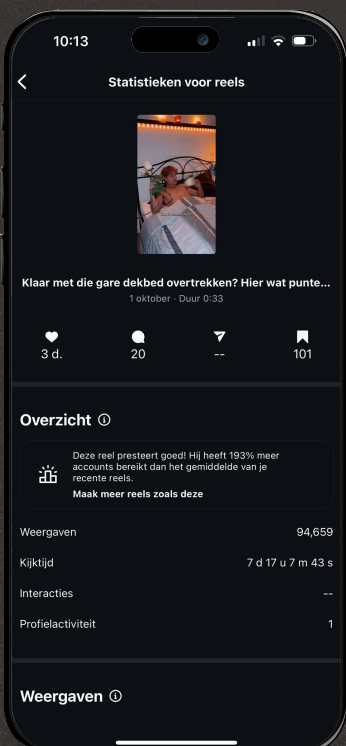 10:13
Statistieken voor reels
Klaar met die gare dekbed overtrekken? Hier wat punte...
1 oktober · Duur 0:33
3 d.
20
--
101
Overzicht
Deze reel presteert goed! Hij heeft 193% meer
accounts bereikt dan het gemiddelde van je
recente reels.
Maak meer reels zoals deze
Weergaven
94,659
Kijktijd
7 d 17 u 7 m 43 s
Interacties
--
Profielactiviteit
1
Weergaven